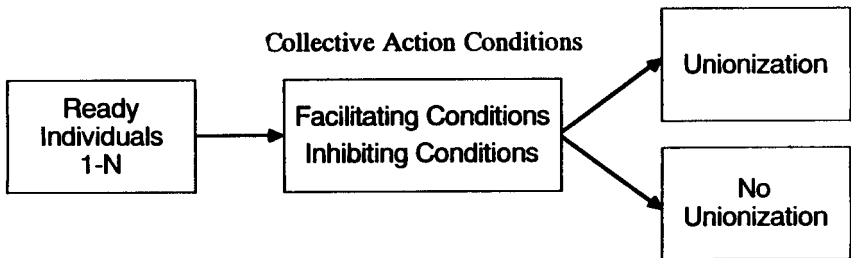 Collective Action Conditions
Ready
Individuals
1-N
Facilitating Conditions
Inhibiting Conditions
Unionization
No
Unionization